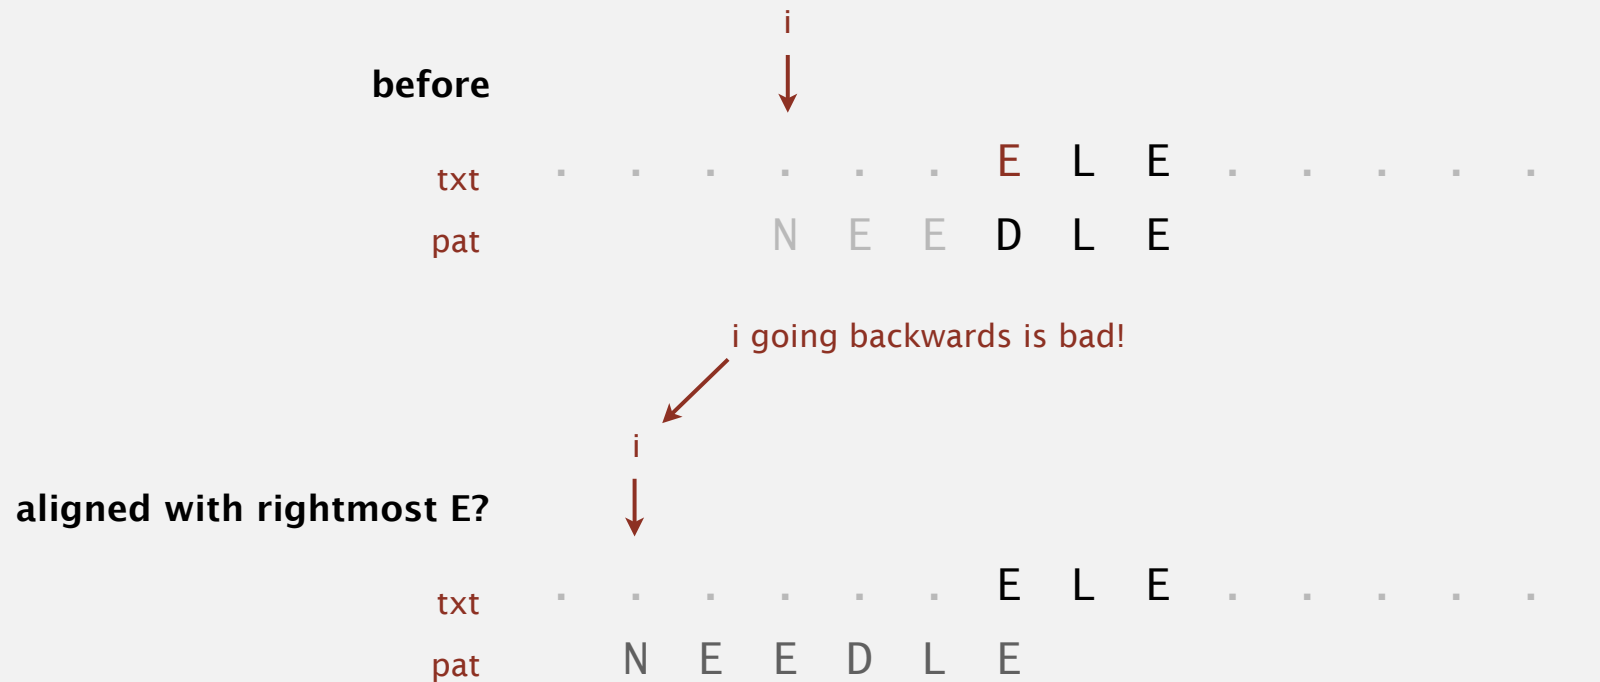 i
before
txt . . . . . . E L E . . . . .
pat N E E D L E
i going backwards is bad!
i
aligned with rightmost E?
txt . . . . . . E L E . . . . .
pat N E E D L E